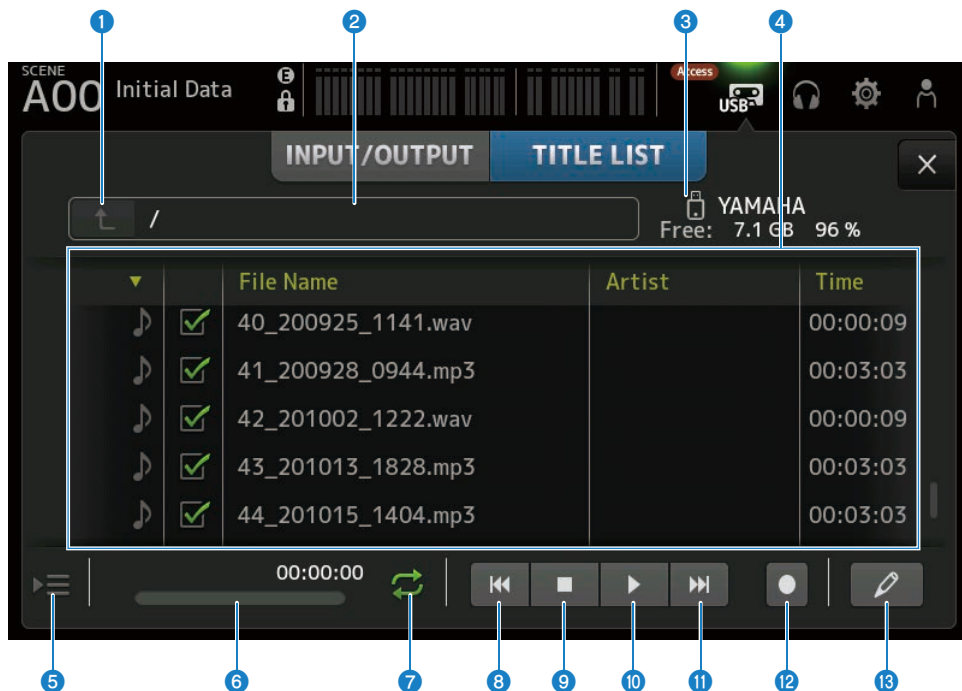 1 2 3 4
SCENE
A00 Initial Data E Access USB
INPUT/OUTPUT TITLE LIST
/ YAMAHA
Free: 7.1 GB 96 %
File Name Artist Time
40_200925_1141.wav 00:00:09
41_200928_0944.mp3 00:03:03
42_201002_1222.wav 00:00:09
43_201013_1828.mp3 00:03:03
44_201015_1404.mp3 00:03:03
00:00:00
5 6 7 8 9 10 11 12 13